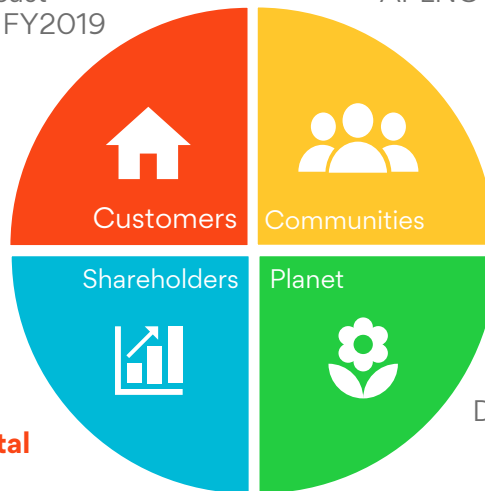 FY2019
Customers
Communities
Shareholders
Planet